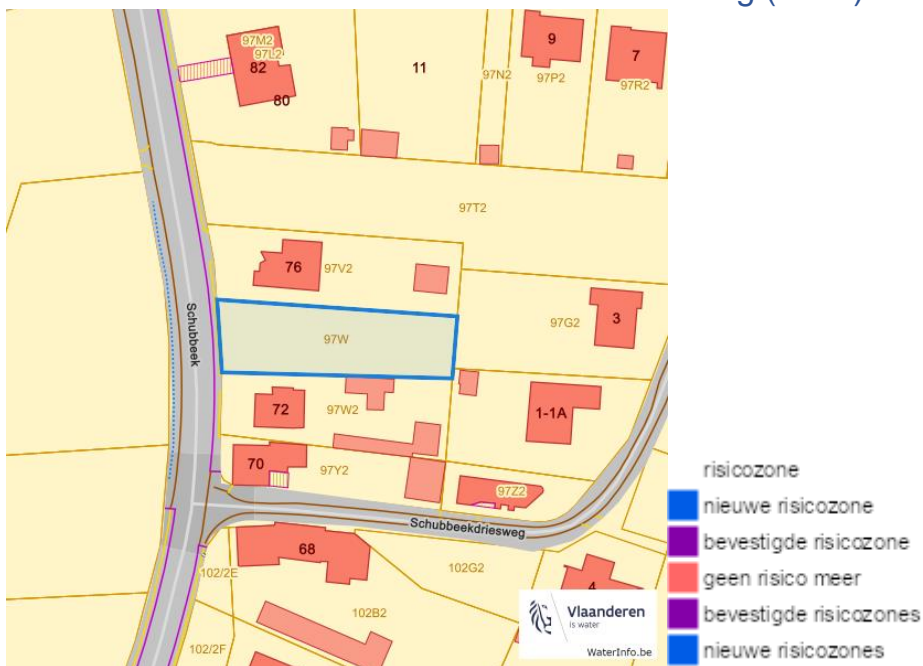 97M2
97L2
82
80
11
97N2
9
97P2
7
97R2
97T2
76
97V2
Schubbeek
97W
97G2
3
72
97W2
1-1A
70
97Y2
97Z2
Schubbeekdriesweg
68
102/2E
102G2
4
102B2
102/2F
Vlaanderen
is water
WaterInfo.be
risicozone
nieuwe risicozone
bevestigde risicozone
geen risico meer
bevestigde risicozones
nieuwe risicozones